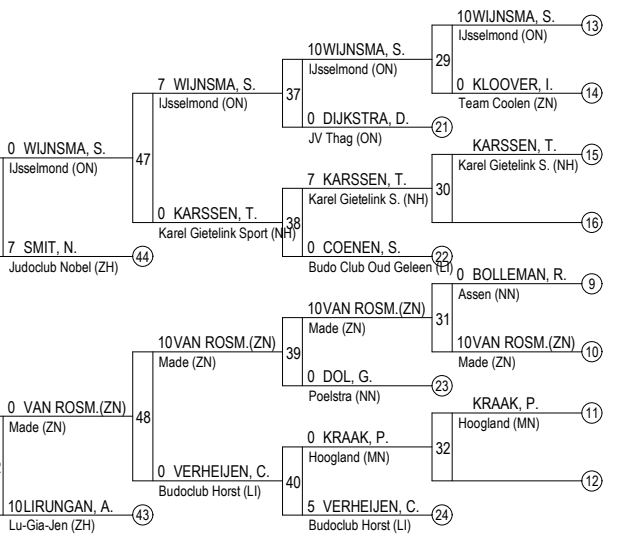 10WIJNSMA, S.
IJsselmond (ON)
13
29
0 KLOOVER, I.
Team Coolen (ZN)
14
10WIJNSMA, S.
IJsselmond (ON)
37
0 DIJKSTRA, D.
JV Thag (ON)
21
7 WIJNSMA, S.
IJsselmond (ON)
47
KARSSEN, T.
Karel Gietelink S. (NH)
15
30
16
7 KARSSEN, T.
Karel Gietelink S. (NH)
38
0 COENEN, S.
Budo Club Oud Geleen (LI)
22
0 KARSSEN, T.
Karel Gietelink Sport (NH)
0 WIJNSMA, S.
IJsselmond (ON)
7 SMIT, N.
Judoclub Nobel (ZH)
44
0 BOLLEMAN, R.
Assen (NN)
9
31
10VAN ROSM.(ZN)
Made (ZN)
10
10VAN ROSM.(ZN)
Made (ZN)
39
0 DOL, G.
Poelstra (NN)
23
10VAN ROSM.(ZN)
Made (ZN)
48
KRAAK, P.
Hoogland (MN)
11
32
12
0 KRAAK, P.
Hoogland (MN)
40
5 VERHEIJEN, C.
Budoclub Horst (LI)
24
0 VERHEIJEN, C.
Budoclub Horst (LI)
0 VAN ROSM.(ZN)
Made (ZN)
10LIRUNGAN, A.
Lu-Gia-Jen (ZH)
43